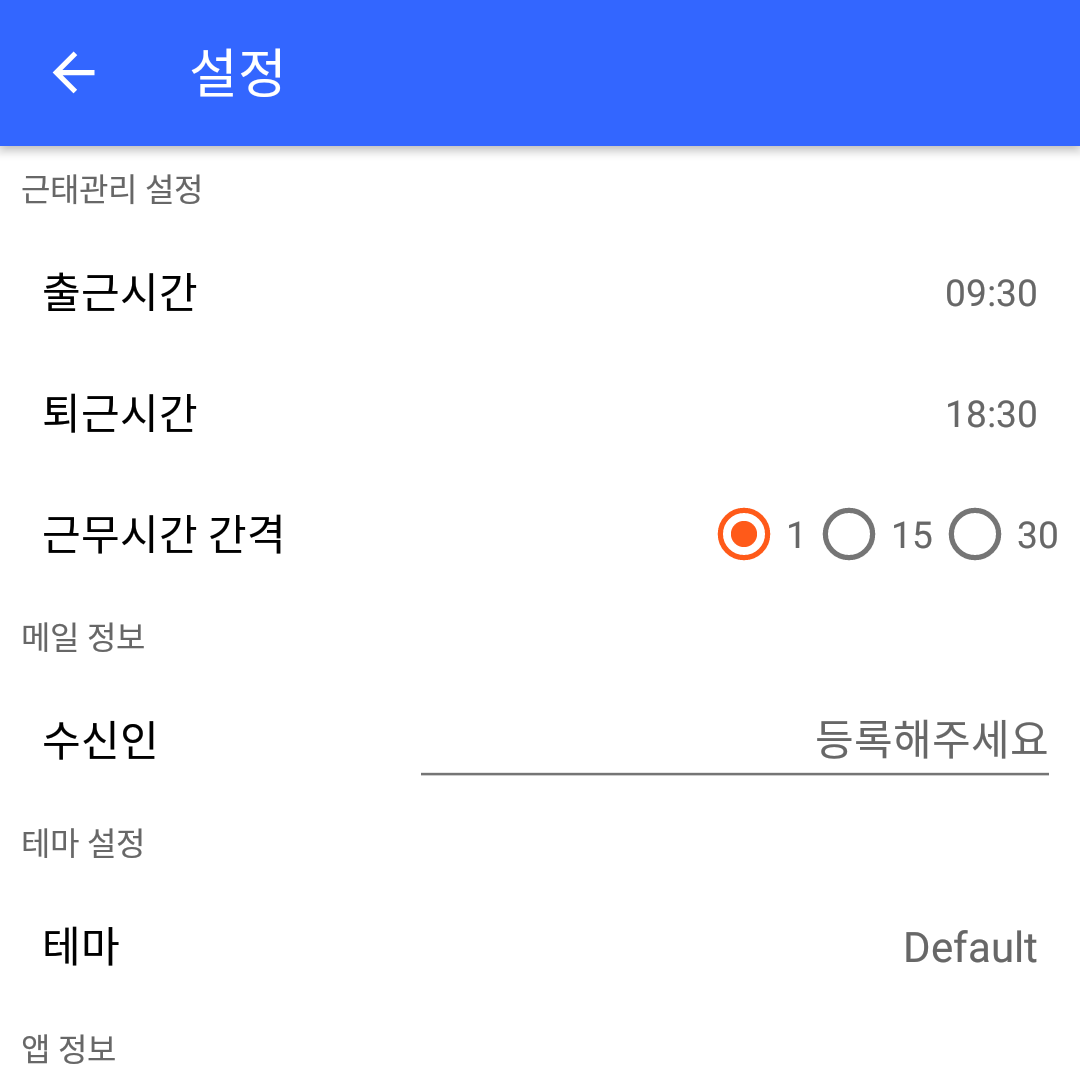 설정
근태관리 설정
출근시간 09:30
퇴근시간 18:30
근무시간 간격 1 15 30
메일 정보
수신인 등록해주세요
테마 설정
테마 Default
앱 정보